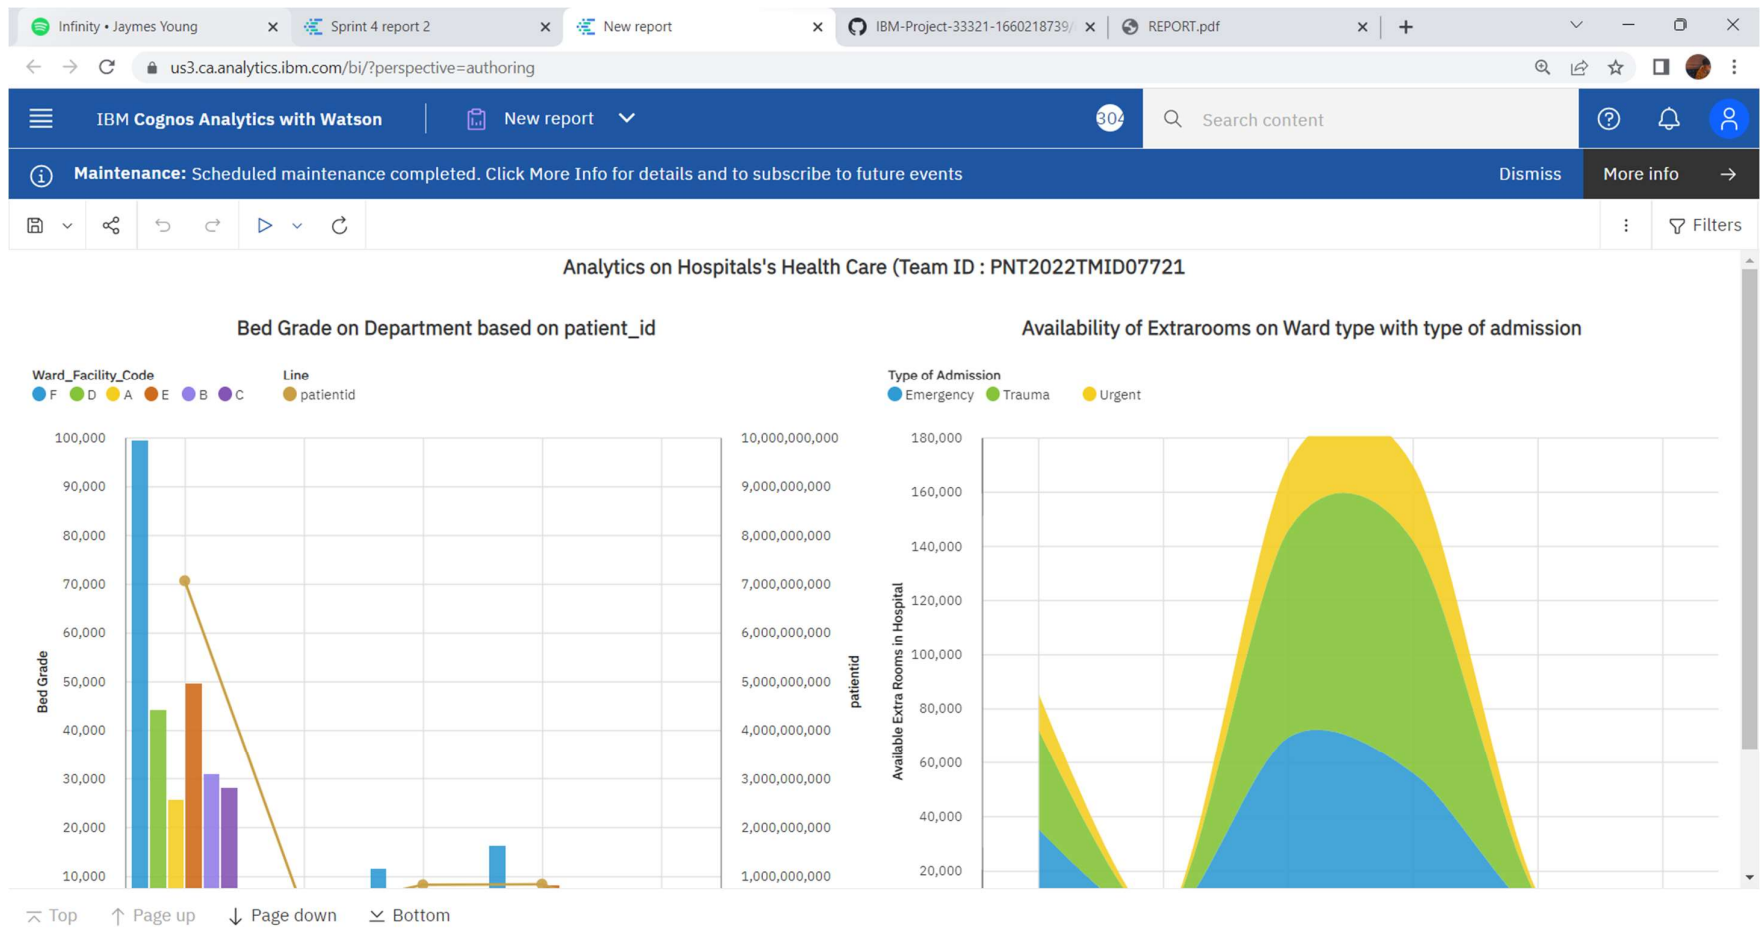 Infinity • Jaymes Young
Sprint 4 report 2
New report
IBM-Project-33321-1660218739/
REPORT.pdf
us3.ca.analytics.ibm.com/bi/?perspective=authoring
IBM Cognos Analytics with Watson
New report
304
Search content
Maintenance: Scheduled maintenance completed. Click More Info for details and to subscribe to future events
Dismiss
More info
Filters
Analytics on Hospitals's Health Care (Team ID : PNT2022TMID07721
Bed Grade on Department based on patient_id
Ward_Facility_Code
F D A E B C
Line
patientid
100,000
90,000
80,000
70,000
60,000
50,000
40,000
30,000
20,000
10,000
Bed Grade
10,000,000,000
9,000,000,000
8,000,000,000
7,000,000,000
6,000,000,000
5,000,000,000
4,000,000,000
3,000,000,000
2,000,000,000
1,000,000,000
patientid
Availability of Extrarooms on Ward type with type of admission
Type of Admission
Emergency Trauma Urgent
180,000
160,000
140,000
120,000
100,000
80,000
60,000
40,000
20,000
Available Extra Rooms in Hospital
Top
Page up
Page down
Bottom